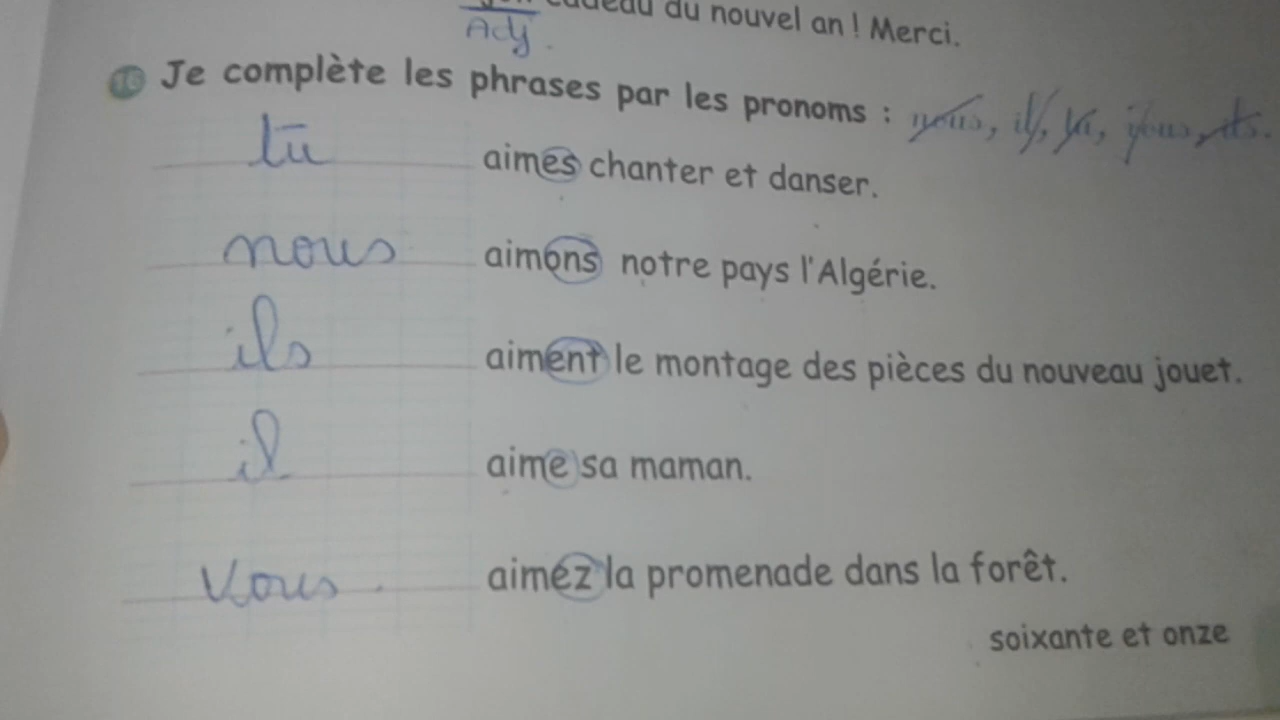 cadeau du nouvel an ! Merci.
Adj.
10 Je complète les phrases par les pronoms : nous, il, tu, vous, ils.
tu aimes chanter et danser.
nous aimons notre pays l'Algérie.
ils aiment le montage des pièces du nouveau jouet.
il aime sa maman.
Vous aimez la promenade dans la forêt.
soixante et onze